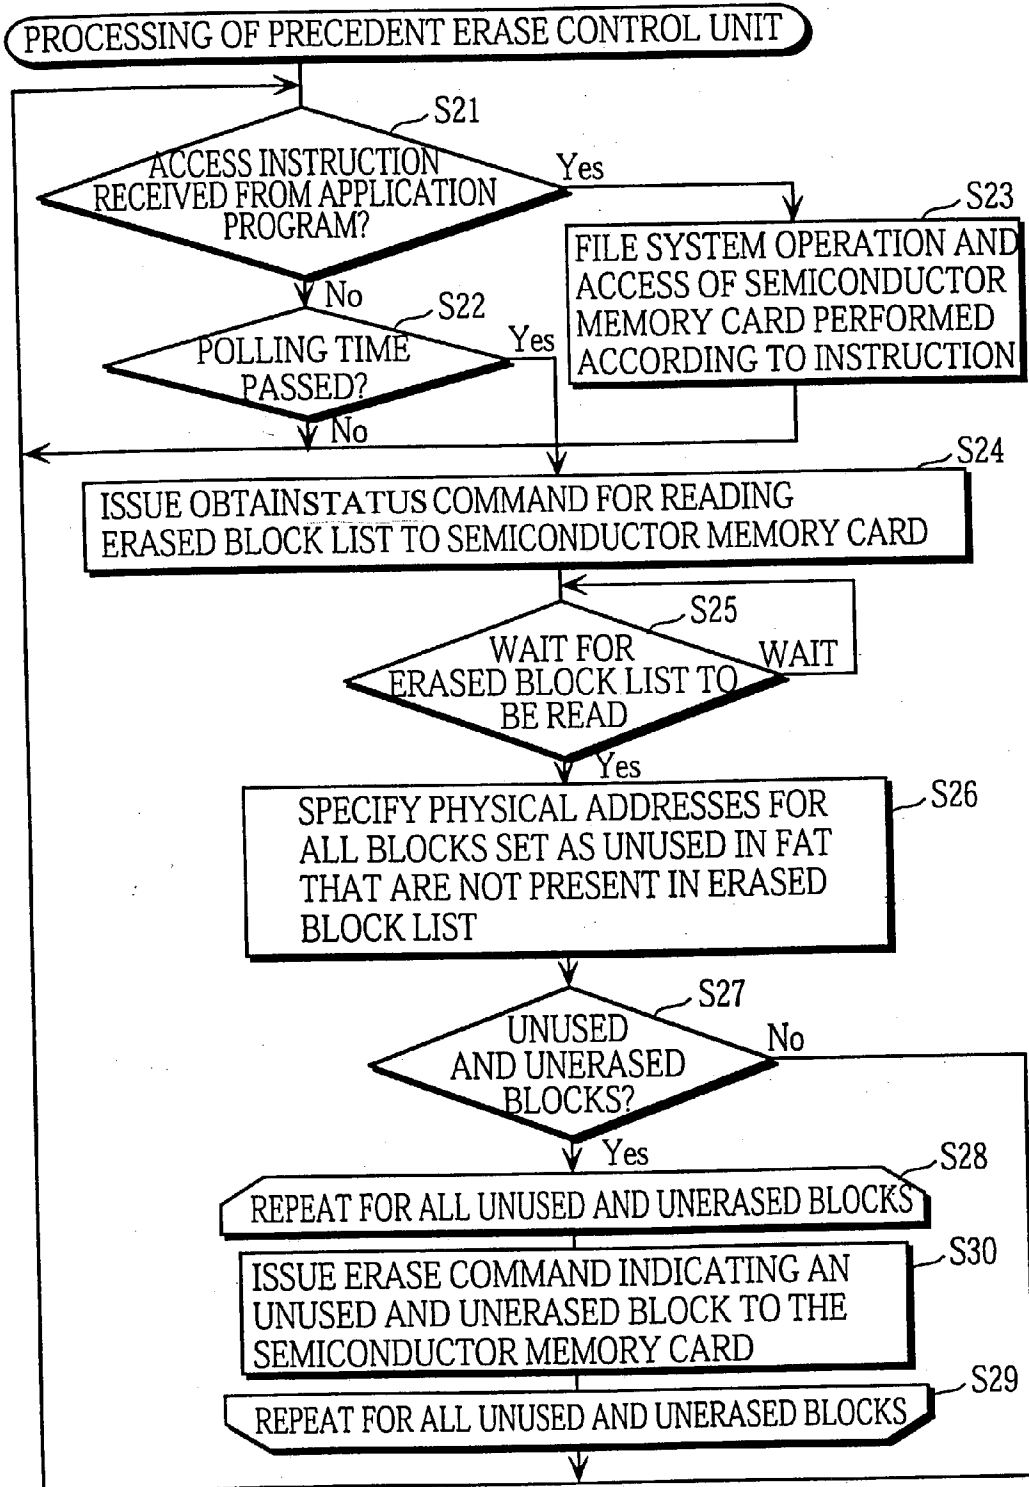 PROCESSING OF PRECEDENT ERASE CONTROL UNIT
S21
ACCESS INSTRUCTION
RECEIVED FROM APPLICATION
PROGRAM?
Yes
No
S23
FILE SYSTEM OPERATION AND
ACCESS OF SEMICONDUCTOR
MEMORY CARD PERFORMED
ACCORDING TO INSTRUCTION
S22
POLLING TIME
PASSED?
Yes
No
S24
ISSUE OBTAINSTATUS COMMAND FOR READING
ERASED BLOCK LIST TO SEMICONDUCTOR MEMORY CARD
S25
WAIT FOR
ERASED BLOCK LIST TO
BE READ
WAIT
Yes
S26
SPECIFY PHYSICAL ADDRESSES FOR
ALL BLOCKS SET AS UNUSED IN FAT
THAT ARE NOT PRESENT IN ERASED
BLOCK LIST
S27
UNUSED
AND UNERASED
BLOCKS?
No
Yes
S28
REPEAT FOR ALL UNUSED AND UNERASED BLOCKS
S30
ISSUE ERASE COMMAND INDICATING AN
UNUSED AND UNERASED BLOCK TO THE
SEMICONDUCTOR MEMORY CARD
S29
REPEAT FOR ALL UNUSED AND UNERASED BLOCKS